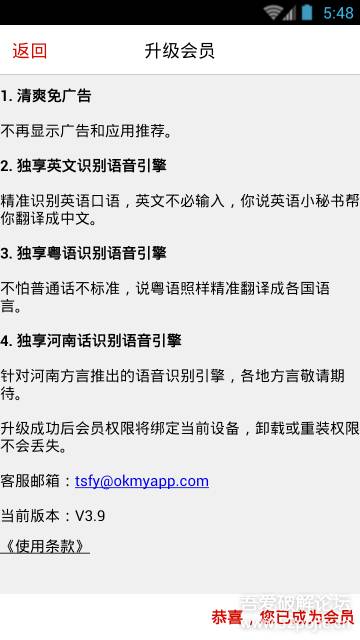 5:48
返回
升级会员
1. 清爽免广告
不再显示广告和应用推荐。
2. 独享英文识别语音引擎
精准识别英语口语，英文不必输入，你说英语小秘书帮
你翻译成中文。
3. 独享粤语识别语音引擎
不怕普通话不标准，说粤语照样精准翻译成各国语
言。
4. 独享河南话识别语音引擎
针对河南方言推出的语音识别引擎，各地方言敬请期
待。
升级成功后会员权限将绑定当前设备，卸载或重装权限
不会丢失。
客服邮箱：tsfy@okmyapp.com
当前版本：V3.9
《使用条款》
吾爱破解论坛
恭喜，您已成为会员